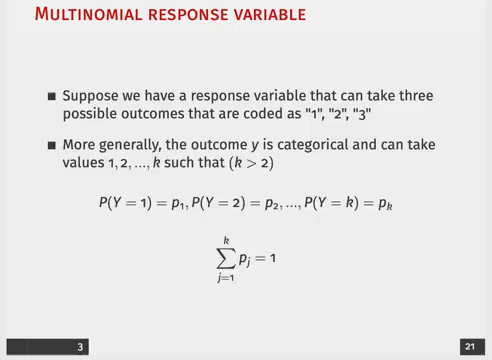 MULTINOMIAL RESPONSE VARIABLE
■ Suppose we have a response variable that can take three
possible outcomes that are coded as "1", "2", "3"
■ More generally, the outcome y is categorical and can take
values 1, 2, ..., k such that (k > 2)
P(Y = 1) = p₁, P(Y = 2) = p₂, ..., P(Y = k) = pₖ
k
∑ pⱼ = 1
j=1
3
21